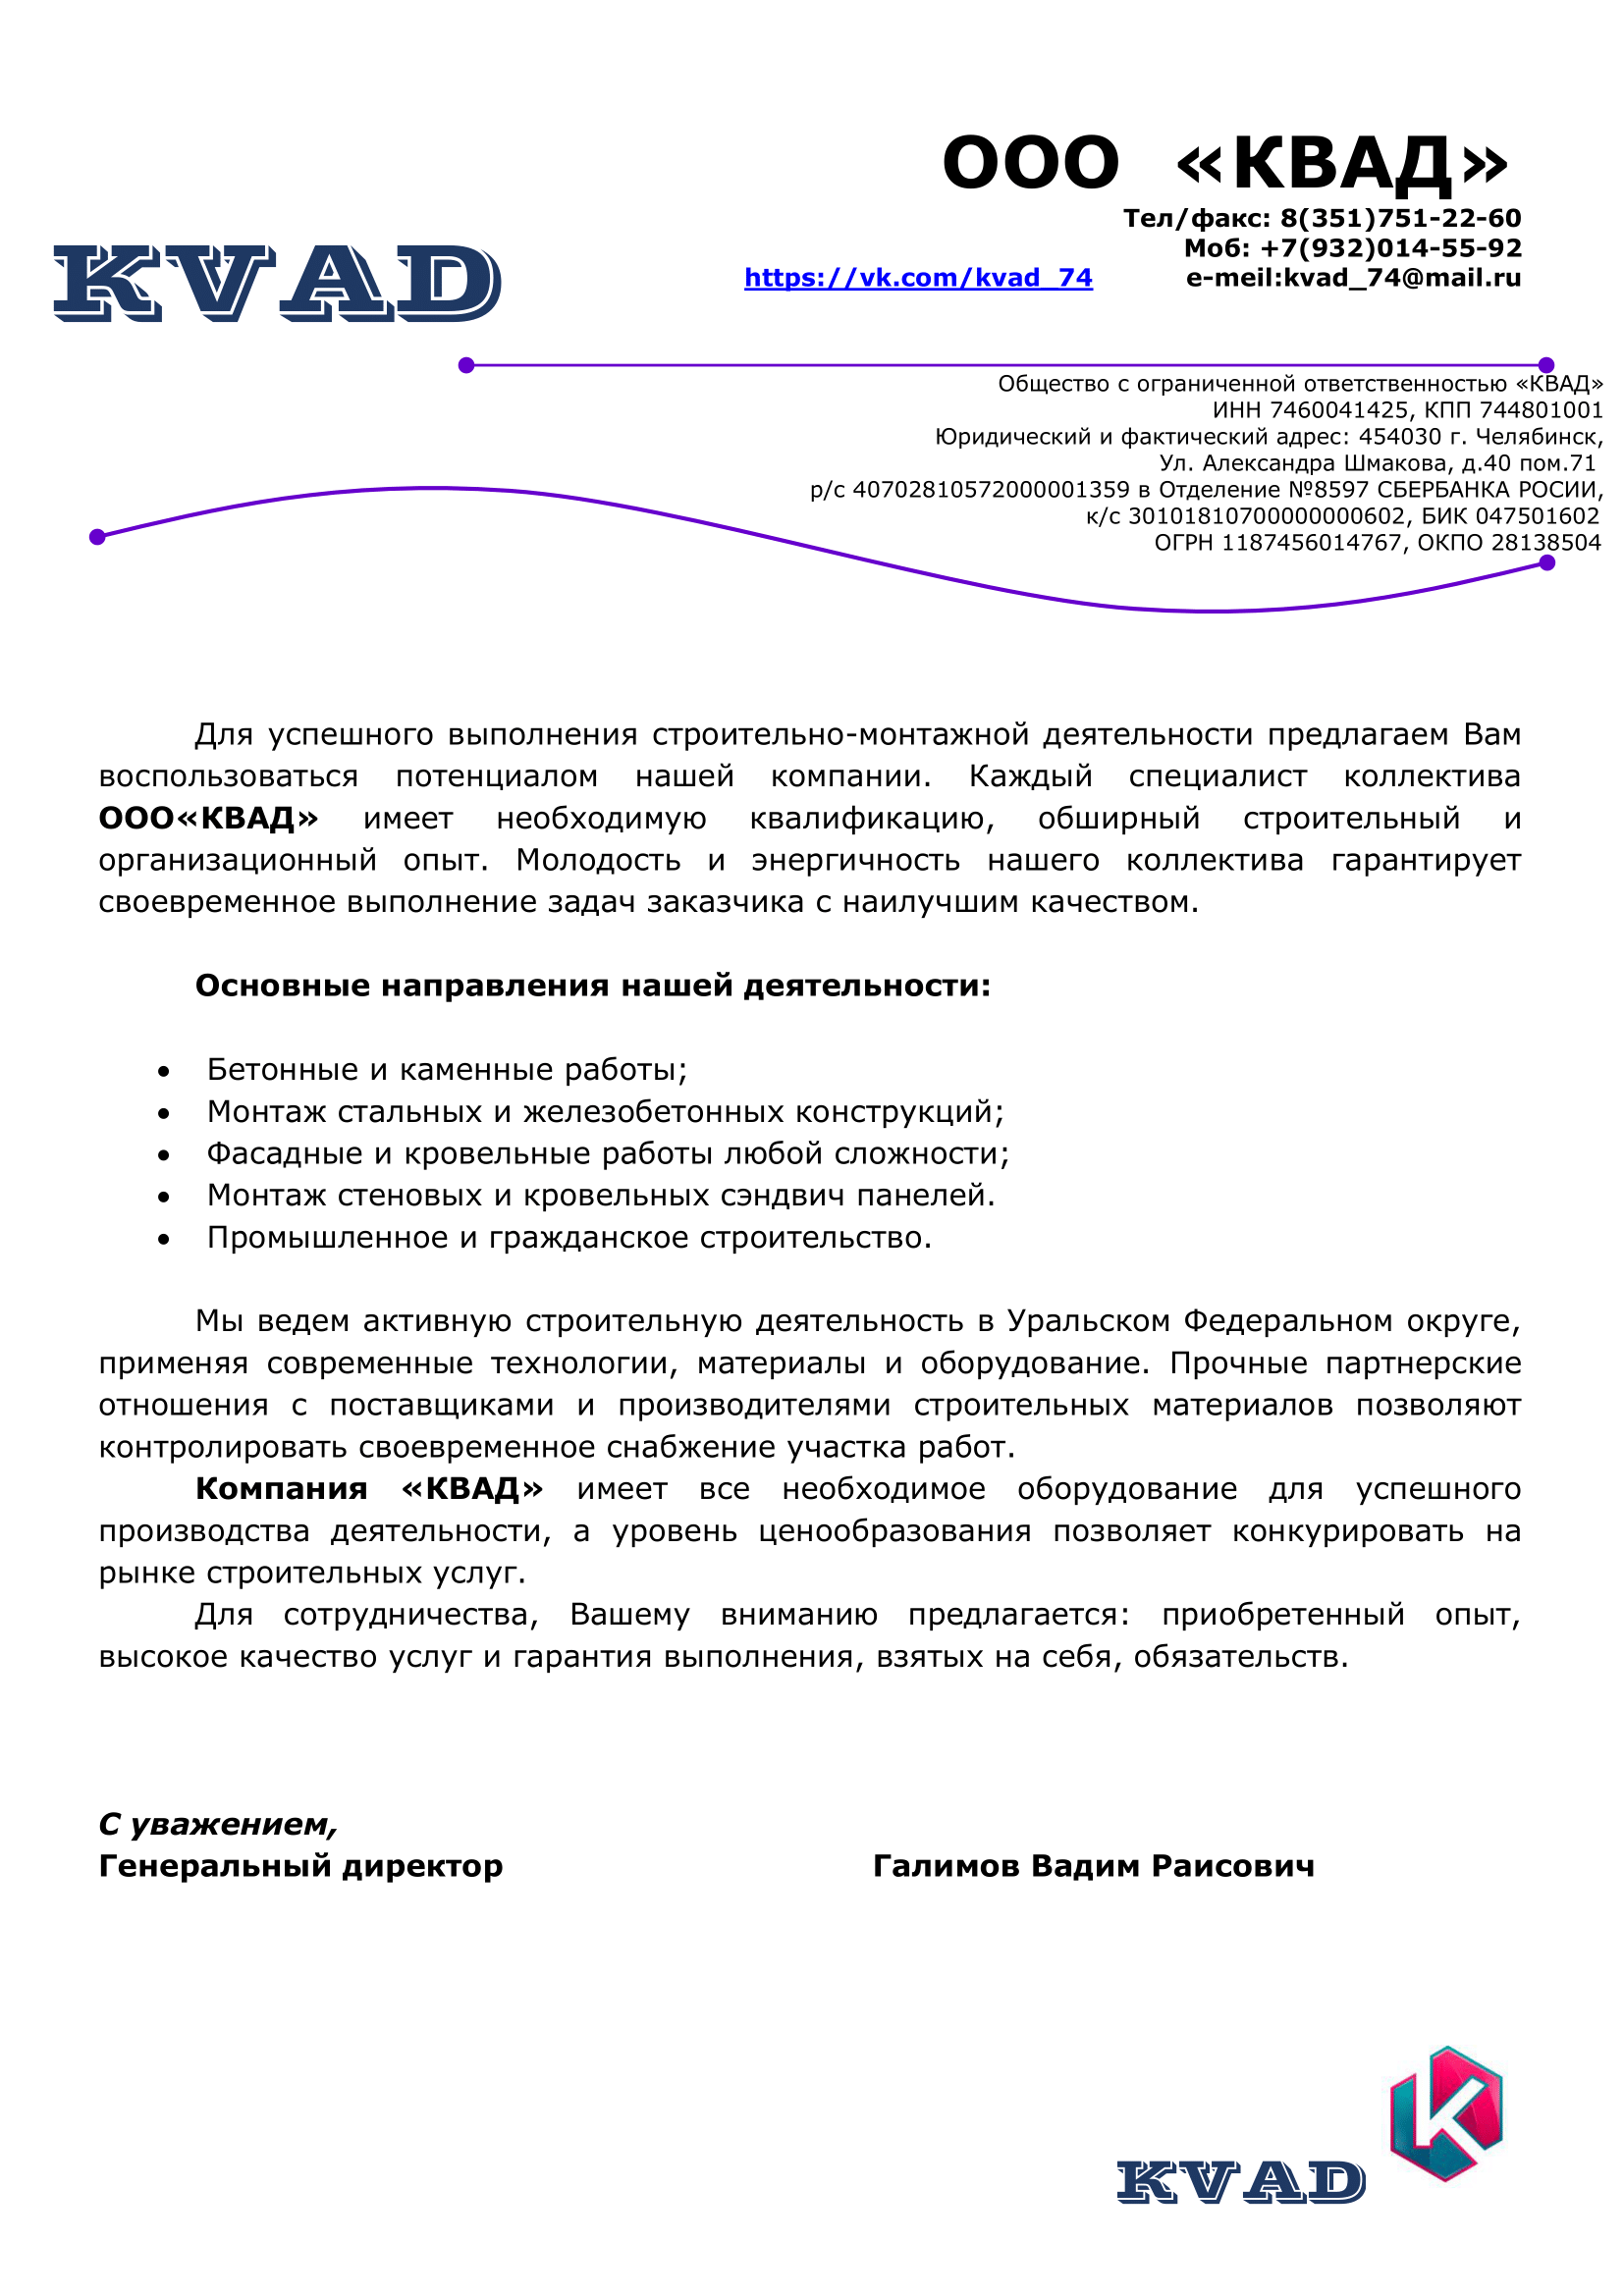 ООО «КВАД»
Тел/факс: 8(351)751-22-60
Моб: +7(932)014-55-92
KVAD
https://vk.com/kvad_74 e-meil:kvad_74@mail.ru
Общество с ограниченной ответственностью «КВАД»
ИНН 7460041425, КПП 744801001
Юридический и фактический адрес: 454030 г. Челябинск,
Ул. Александра Шмакова, д.40 пом.71
р/с 40702810572000001359 в Отделение №8597 СБЕРБАНКА РОСИИ,
к/с 30101810700000000602, БИК 047501602
ОГРН 1187456014767, ОКПО 28138504
Для успешного выполнения строительно-монтажной деятельности предлагаем Вам
воспользоваться потенциалом нашей компании. Каждый специалист коллектива
ООО«КВАД» имеет необходимую квалификацию, обширный строительный и
организационный опыт. Молодость и энергичность нашего коллектива гарантирует
своевременное выполнение задач заказчика с наилучшим качеством.
Основные направления нашей деятельности:
• Бетонные и каменные работы;
• Монтаж стальных и железобетонных конструкций;
• Фасадные и кровельные работы любой сложности;
• Монтаж стеновых и кровельных сэндвич панелей.
• Промышленное и гражданское строительство.
Мы ведем активную строительную деятельность в Уральском Федеральном округе,
применяя современные технологии, материалы и оборудование. Прочные партнерские
отношения с поставщиками и производителями строительных материалов позволяют
контролировать своевременное снабжение участка работ.
Компания «КВАД» имеет все необходимое оборудование для успешного
производства деятельности, а уровень ценообразования позволяет конкурировать на
рынке строительных услуг.
Для сотрудничества, Вашему вниманию предлагается: приобретенный опыт,
высокое качество услуг и гарантия выполнения, взятых на себя, обязательств.
С уважением,
Генеральный директор Галимов Вадим Раисович
K
KVAD